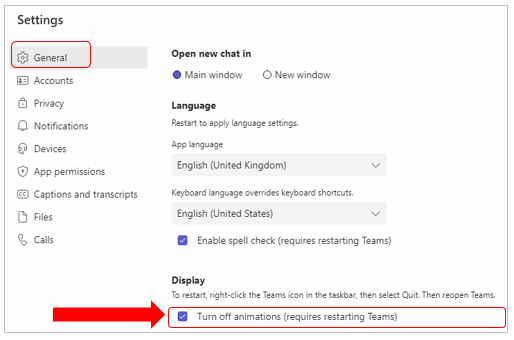 Settings
General
Accounts
Privacy
Notifications
Devices
App permissions
CC Captions and transcripts
Files
Calls
Open new chat in
Main window New window
Language
Restart to apply language settings.
App language
English (United Kingdom)
Keyboard language overrides keyboard shortcuts.
English (United States)
Enable spell check (requires restarting Teams)
Display
To restart, right-click the Teams icon in the taskbar, then select Quit. Then reopen Teams.
Turn off animations (requires restarting Teams)